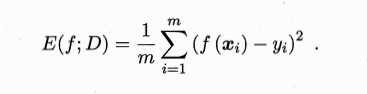 $E(f; D) = \frac{1}{m} \sum_{i=1}^{m} (f(\boldsymbol{x}_i) - y_i)^2 \ .$